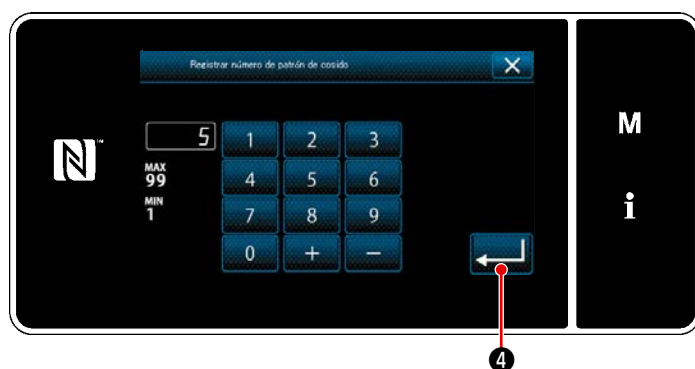 Registrar número de patrón de cosido
5
1 2 3
MAX
99
4 5 6
MIN
1
7 8 9
0 + −
M
i
❹